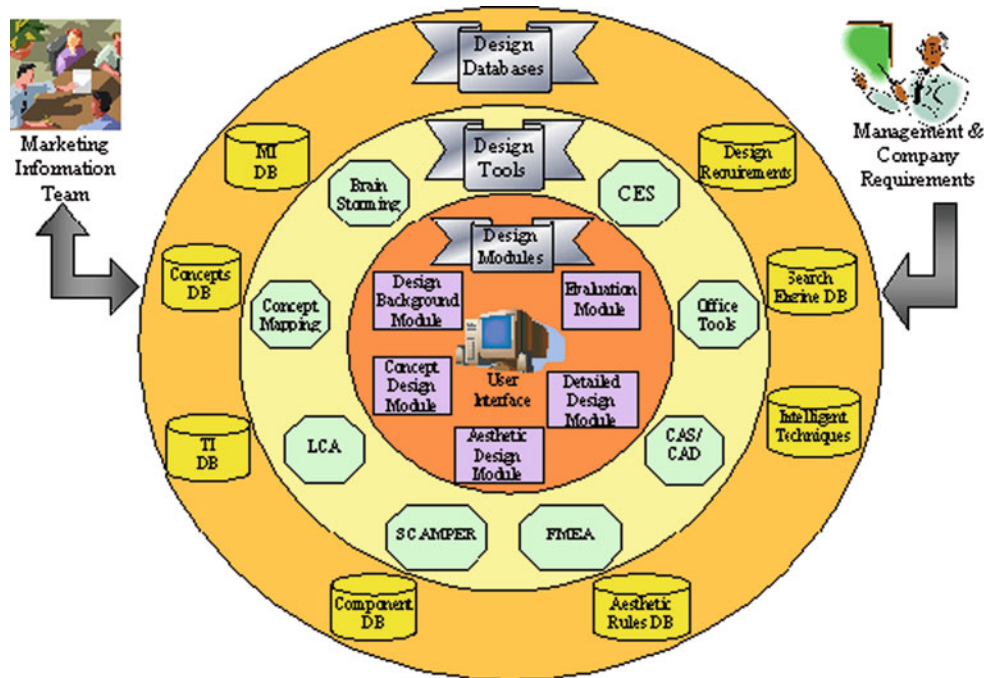 Design
Databases
Marketing
Information
Team
Management &
Company
Requirements
MI
DB
Design
Requirements
Design
Tools
Brain
Storming
CES
Concepts
DB
Search
Engine DB
Design
Modules
Concept
Mapping
Office
Tools
Design
Background
Module
Evaluation
Module
User
Interface
Concept
Design
Module
Detailed
Design
Module
Aesthetic
Design
Module
TI
DB
Intelligent
Techniques
LCA
CAS/
CAD
SCAMPER
FMEA
Component
DB
Aesthetic
Rules DB